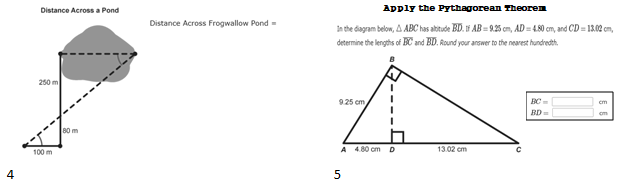 Distance Across a Pond
Distance Across Frogwallow Pond =
250 m
80 m
100 m
4
Apply the Pythagorean Theorem
In the diagram below, △ ABC has altitude BD. If AB = 9.25 cm, AD = 4.80 cm, and CD = 13.02 cm,
determine the lengths of BC and BD. Round your answer to the nearest hundredth.
B
9.25 cm
A 4.80 cm D 13.02 cm C
BC = cm
BD = cm
5